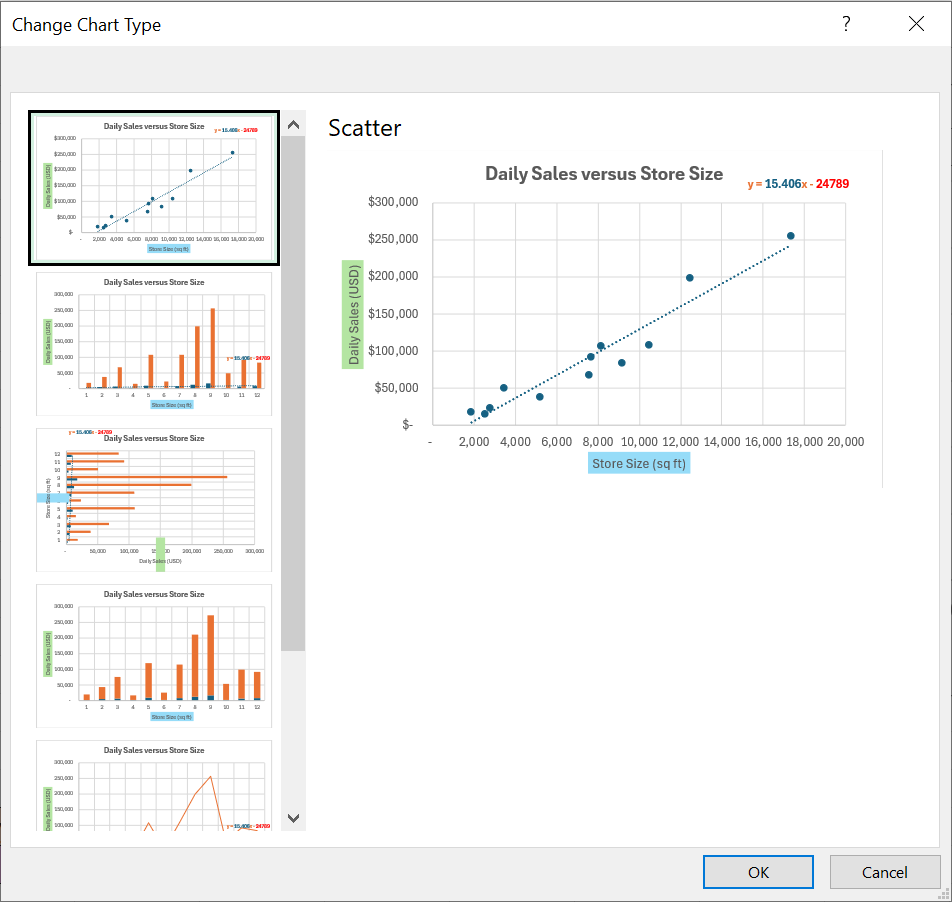 Change Chart Type
?
Scatter
Daily Sales versus Store Size
y = 15.406x - 24789
$300,000
$250,000
$200,000
$150,000
$100,000
$50,000
$-
Daily Sales (USD)
- 2,000 4,000 6,000 8,000 10,000 12,000 14,000 16,000 18,000 20,000
Store Size (sq ft)
Daily Sales versus Store Size
y = 15.406x - 24789
$300,000
$250,000
$200,000
$150,000
$100,000
$50,000
$-
Daily Sales (USD)
- 2,000 4,000 6,000 8,000 10,000 12,000 14,000 16,000 18,000 20,000
Store Size (sq ft)
Daily Sales versus Store Size
300,000
250,000
200,000
150,000
100,000
50,000
-
Daily Sales (USD)
y = 15.406x - 24789
1 2 3 4 5 6 7 8 9 10 11 12
Store Size (sq ft)
y = 15.406x - 24789
Daily Sales versus Store Size
12
11
10
9
8
7
5
4
3
2
1
Store Size (sq ft)
- 50,000 100,000 200,000 250,000 300,000
Daily Sales (USD)
Daily Sales versus Store Size
300,000
250,000
200,000
150,000
100,000
50,000
-
Daily Sales (USD)
1 2 3 4 5 6 7 8 9 10 11 12
Store Size (sq ft)
Daily Sales versus Store Size
300,000
250,000
200,000
150,000
100,000
Daily Sales (USD)
y = 15.406x - 24789
OK
Cancel